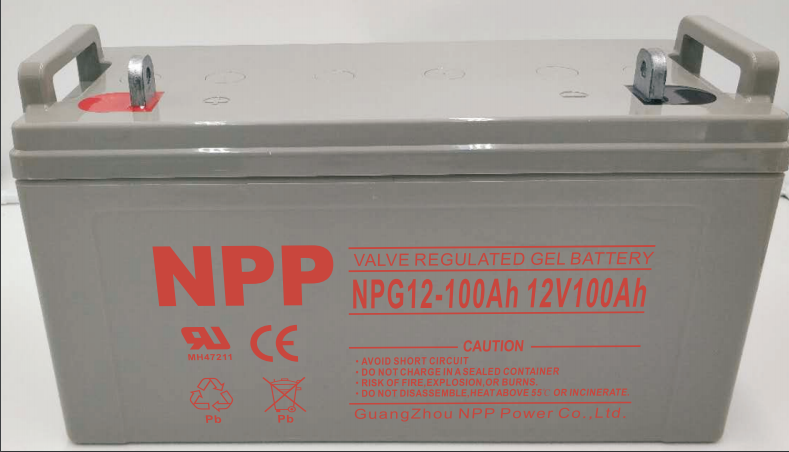 NPP
VALVE REGULATED GEL BATTERY
NPG12-100Ah 12V100Ah
MH47211
CE
CAUTION
• AVOID SHORT CIRCUIT
• DO NOT CHARGE IN A SEALED CONTAINER
• RISK OF FIRE,EXPLOSION,OR BURNS.
• DO NOT DISASSEMBLE,HEAT ABOVE 55℃ OR INCINERATE.
Pb
Pb
GuangZhou NPP Power Co.,Ltd.